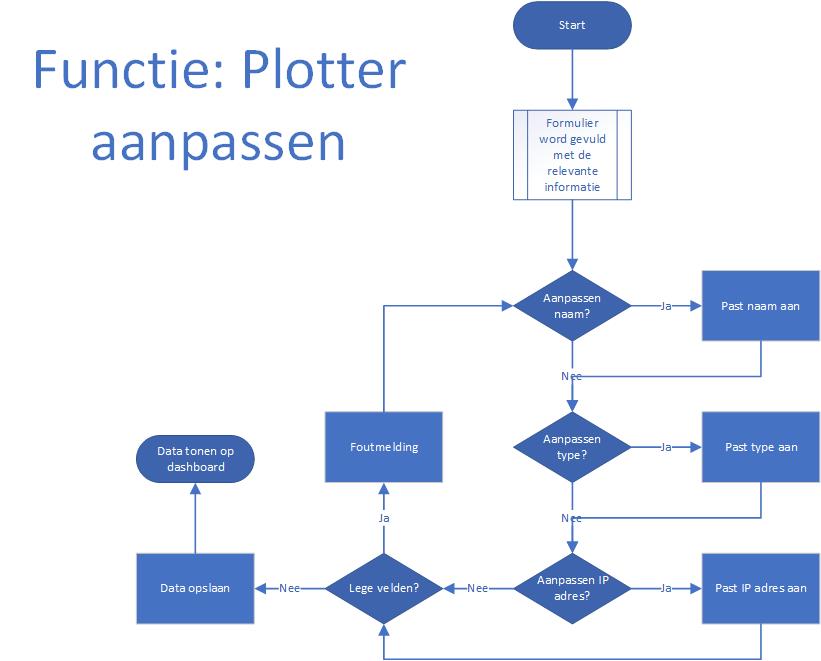 Functie: Plotter
aanpassen
Start
Formulier
word gevuld
met de
relevante
informatie
Aanpassen
naam?
Ja
Past naam aan
Nee
Aanpassen
type?
Ja
Past type aan
Nee
Aanpassen IP
adres?
Ja
Past IP adres aan
Nee
Lege velden?
Ja
Foutmelding
Nee
Data opslaan
Data tonen op
dashboard